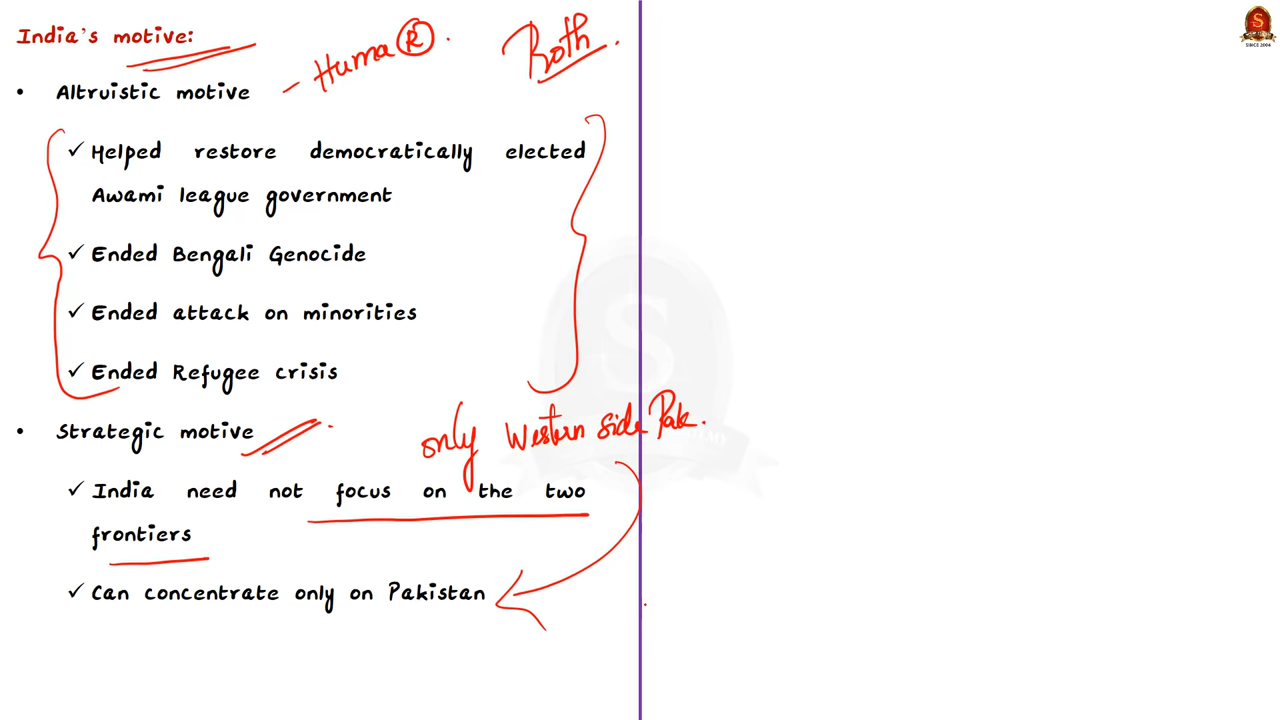 India's motive:
- Huma (R).
Both.
• Altruistic motive
✓ Helped restore democratically elected
Awami league government
✓ Ended Bengali Genocide
✓ Ended attack on minorities
✓ Ended Refugee crisis
• Strategic motive
only Western side Pak.
✓ India need not focus on the two
frontiers
✓ Can concentrate only on Pakistan
S
SINCE 2004